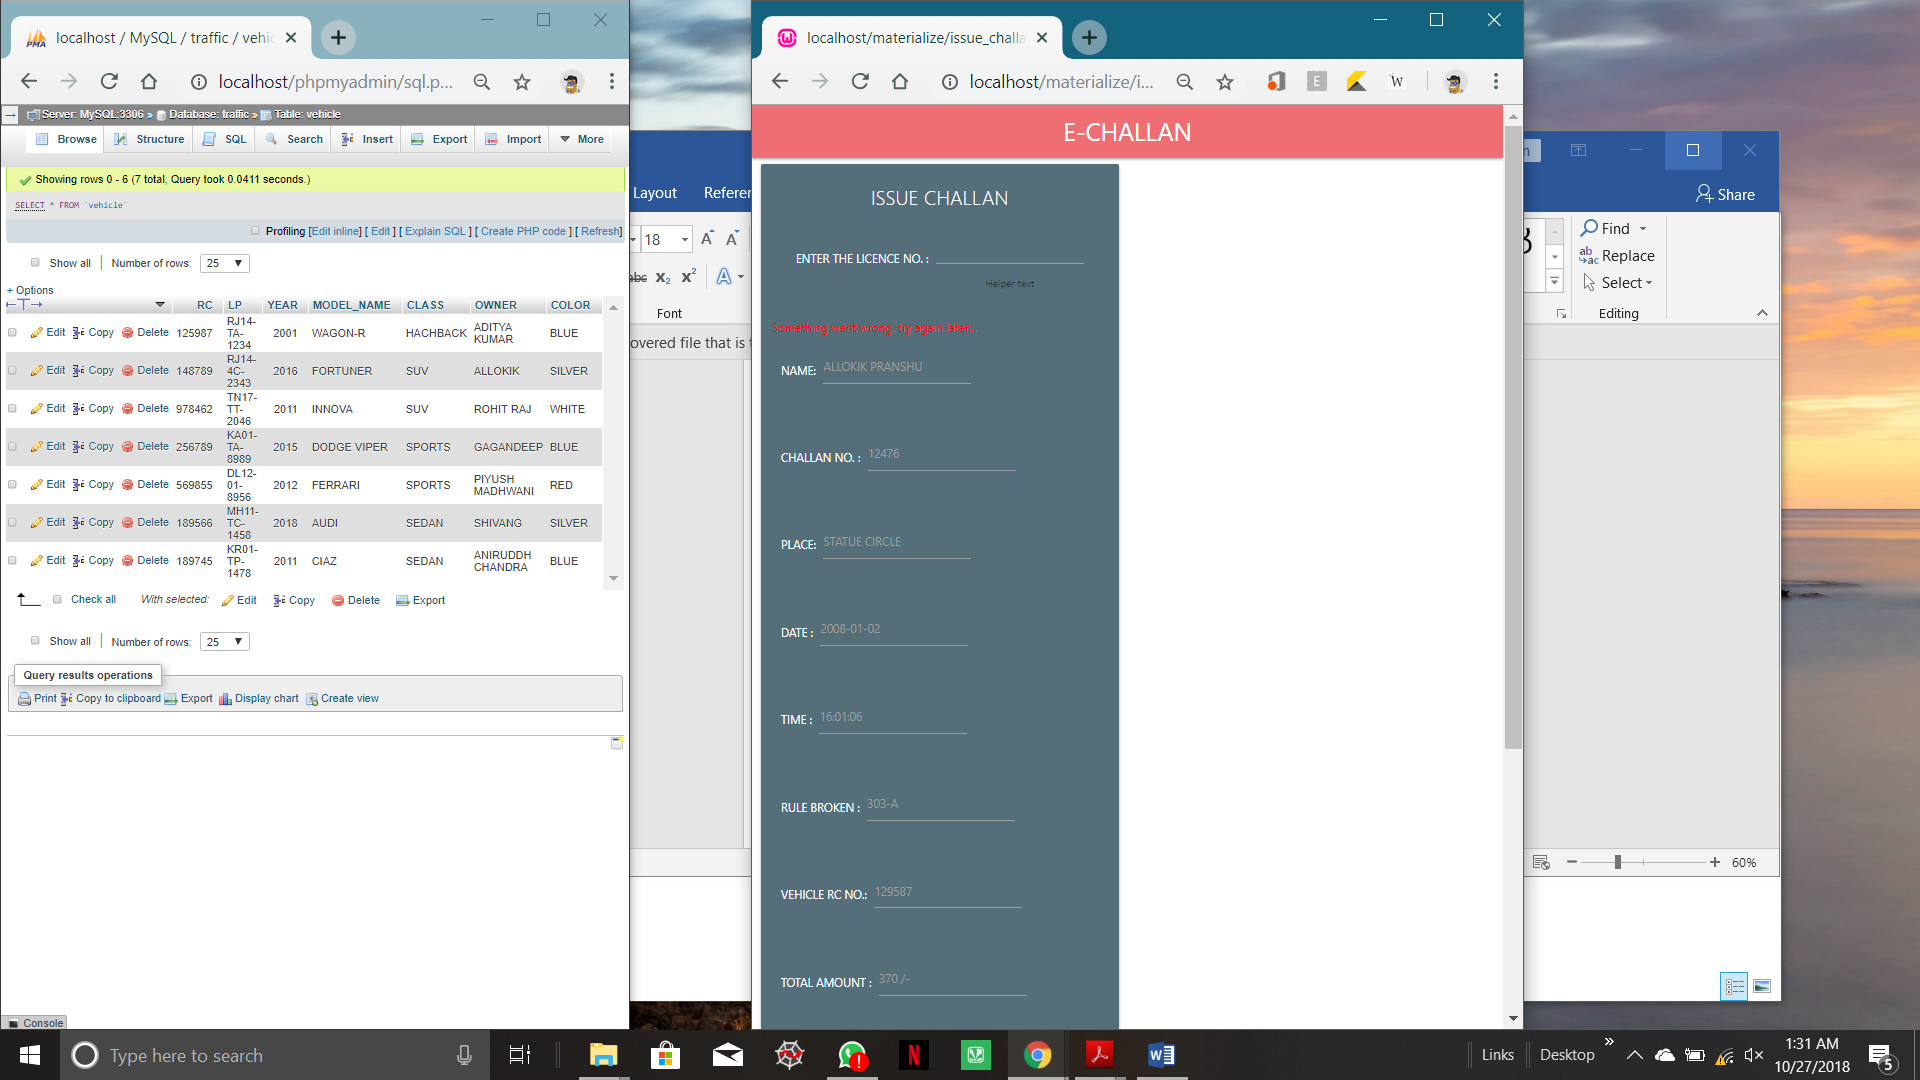 localhost / MySQL / traffic / vehic
localhost/phpmyadmin/sql.p...
Server: MySQL:3306 » Database: traffic » Table: vehicle
Browse Structure SQL Search Insert Export Import More
Showing rows 0 - 6 (7 total, Query took 0.0411 seconds.)
SELECT * FROM `vehicle`
Profiling [Edit inline] [ Edit ] [ Explain SQL ] [ Create PHP code ] [ Refresh]
Show all Number of rows: 25
+ Options
RC LP YEAR MODEL_NAME CLASS OWNER COLOR
Edit Copy Delete 125987 RJ14-TA-1234 2001 WAGON-R HACHBACK ADITYA KUMAR BLUE
Edit Copy Delete 148789 RJ14-4C-2343 2016 FORTUNER SUV ALLOKIK SILVER
Edit Copy Delete 978462 TN17-TT-2046 2011 INNOVA SUV ROHIT RAJ WHITE
Edit Copy Delete 256789 KA01-TA-8989 2015 DODGE VIPER SPORTS GAGANDEEP BLUE
Edit Copy Delete 569855 DL12-01-8956 2012 FERRARI SPORTS PIYUSH MADHWANI RED
Edit Copy Delete 189566 MH11-TC-1458 2018 AUDI SEDAN SHIVANG SILVER
Edit Copy Delete 189745 KR01-TP-1478 2011 CIAZ SEDAN ANIRUDDH CHANDRA BLUE
Check all With selected: Edit Copy Delete Export
Show all Number of rows: 25
Query results operations
Print Copy to clipboard Export Display chart Create view
Console
Layout Referen
18
abc X2 X2
Font
overed file that is t
localhost/materialize/issue_challa
localhost/materialize/i...
E-CHALLAN
ISSUE CHALLAN
ENTER THE LICENCE NO. :
Helper text
Something went wrong, try again later...
NAME: ALLOKIK PRANSHU
CHALLAN NO. : 12476
PLACE: STATUE CIRCLE
DATE : 2008-01-02
TIME : 16:01:06
RULE BROKEN : 303-A
VEHICLE RC NO.: 129587
TOTAL AMOUNT : 370 /-
Share
Find
Replace
Select
Editing
60%
Type here to search
Links
Desktop
1:31 AM
10/27/2018
5